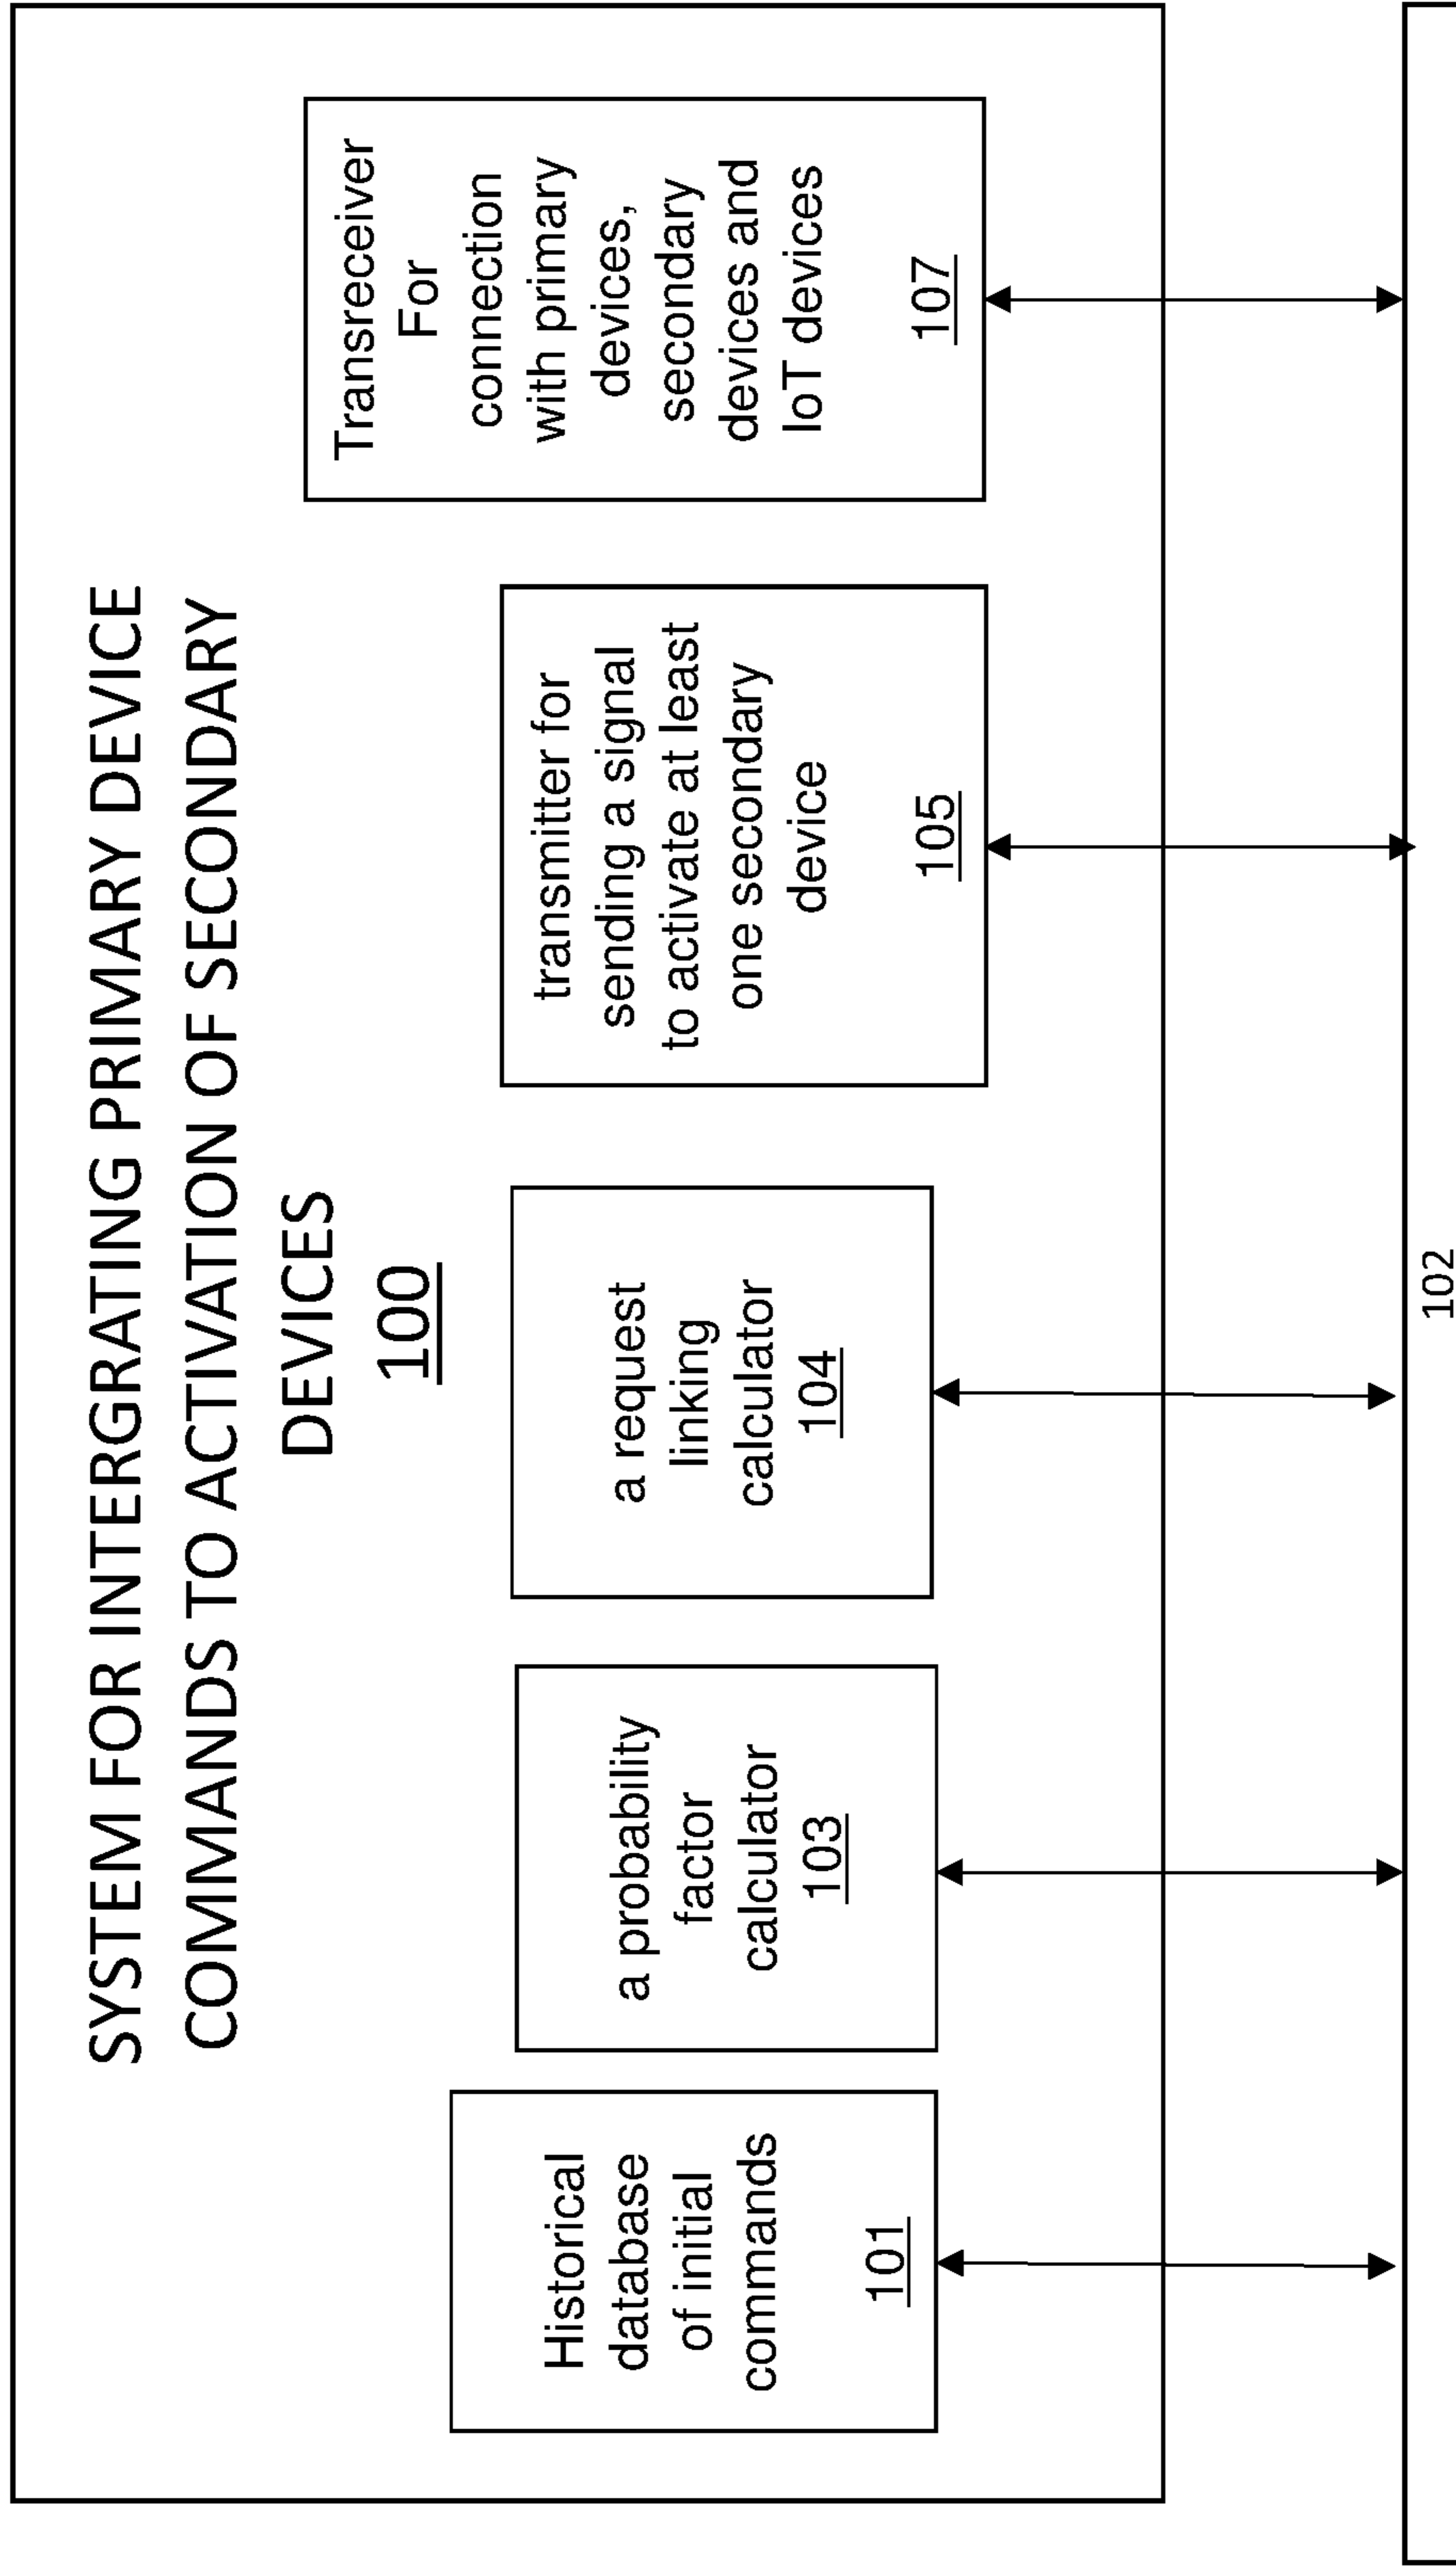 SYSTEM FOR INTERGRATING PRIMARY DEVICE
COMMANDS TO ACTIVATION OF SECONDARY
DEVICES
100
Historical
database
of initial
commands
101
a probability
factor
calculator
103
a request
linking
calculator
104
transmitter for
sending a signal
to activate at least
one secondary
device
105
Transreceiver
For
connection
with primary
devices,
secondary
devices and
IoT devices
107
102